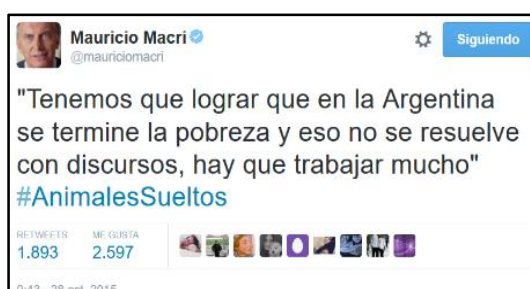 Mauricio Macri
@mauriciomacri
Siguiendo
"Tenemos que lograr que en la Argentina
se termine la pobreza y eso no se resuelve
con discursos, hay que trabajar mucho"
#AnimalesSueltos
RETWEETS ME GUSTA
1.893 2.597